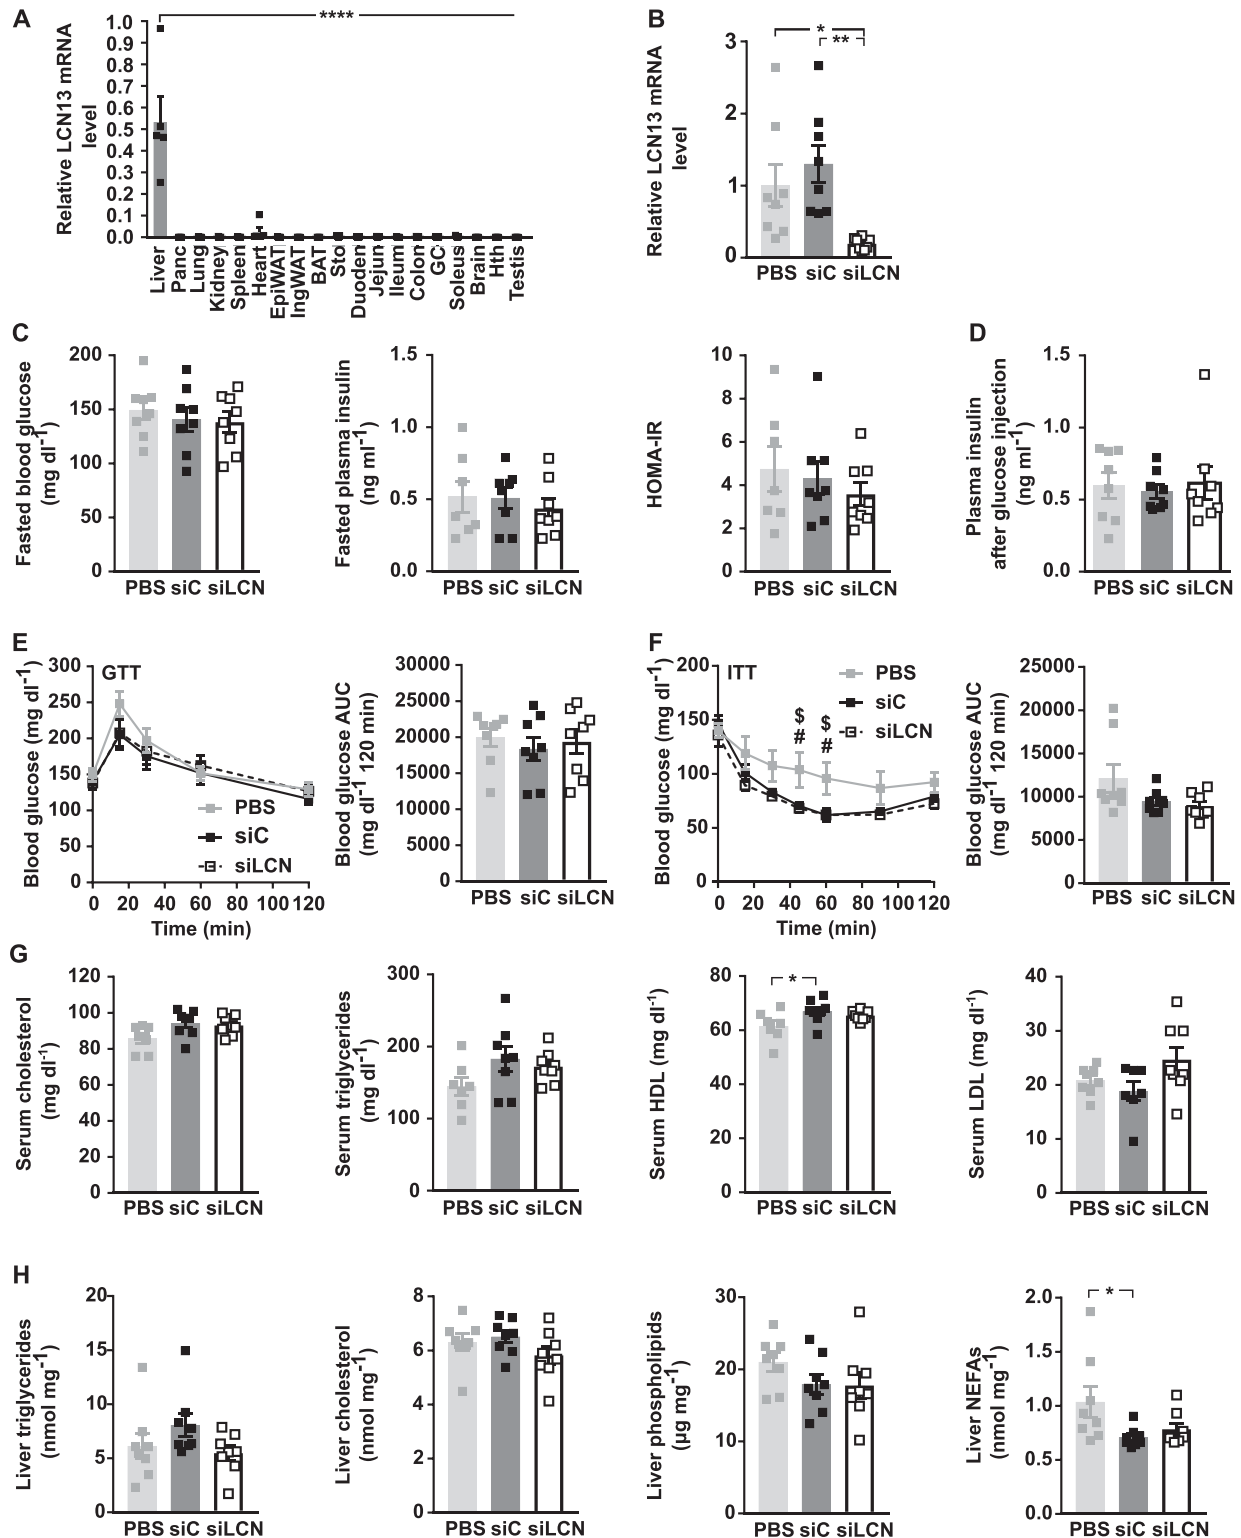 A
Relative LCN13 mRNA
level
1.0
0.9
0.8
0.7
0.6
0.5
0.4
0.3
0.2
0.1
0.0
****
Liver
Panc
Lung
Kidney
Spleen
Heart
EpiWAT
IngWAT
BAT
Sto
Duoden
Jejun
Ileum
Colon
GC
Soleus
Brain
Hth
Testis
B
Relative LCN13 mRNA
level
3
2
1
0
*
**
PBS siC siLCN
C
Fasted blood glucose
(mg dl-1)
200
150
100
50
0
PBS siC siLCN
Fasted plasma insulin
(ng ml-1)
1.5
1.0
0.5
0.0
PBS siC siLCN
HOMA-IR
10
8
6
4
2
0
PBS siC siLCN
D
Plasma insulin
after glucose injection
(ng ml-1)
1.5
1.0
0.5
0.0
PBS siC siLCN
E
Blood glucose (mg dl-1)
300
250
200
150
100
50
0
GTT
PBS
siC
siLCN
0 20 40 60 80 100 120
Time (min)
Blood glucose AUC
(mg dl-1 120 min)
30000
25000
20000
15000
10000
5000
0
PBS siC siLCN
F
Blood glucose (mg dl-1)
200
150
100
50
0
ITT
PBS
siC
siLCN
$ $
# #
0 20 40 60 80 100 120
Time (min)
Blood glucose AUC
(mg dl-1 120 min)
25000
20000
15000
10000
5000
0
PBS siC siLCN
G
Serum cholesterol
(mg dl-1)
120
100
80
60
40
20
0
PBS siC siLCN
Serum triglycerides
(mg dl-1)
300
200
100
0
PBS siC siLCN
Serum HDL (mg dl-1)
80
60
40
20
0
*
PBS siC siLCN
Serum LDL (mg dl-1)
40
30
20
10
0
PBS siC siLCN
H
Liver triglycerides
(nmol mg-1)
20
15
10
5
0
PBS siC siLCN
Liver cholesterol
(nmol mg-1)
8
6
4
2
0
PBS siC siLCN
Liver phospholipids
(µg mg-1)
30
20
10
0
PBS siC siLCN
Liver NEFAs
(nmol mg-1)
2.0
1.5
1.0
0.5
0.0
*
PBS siC siLCN